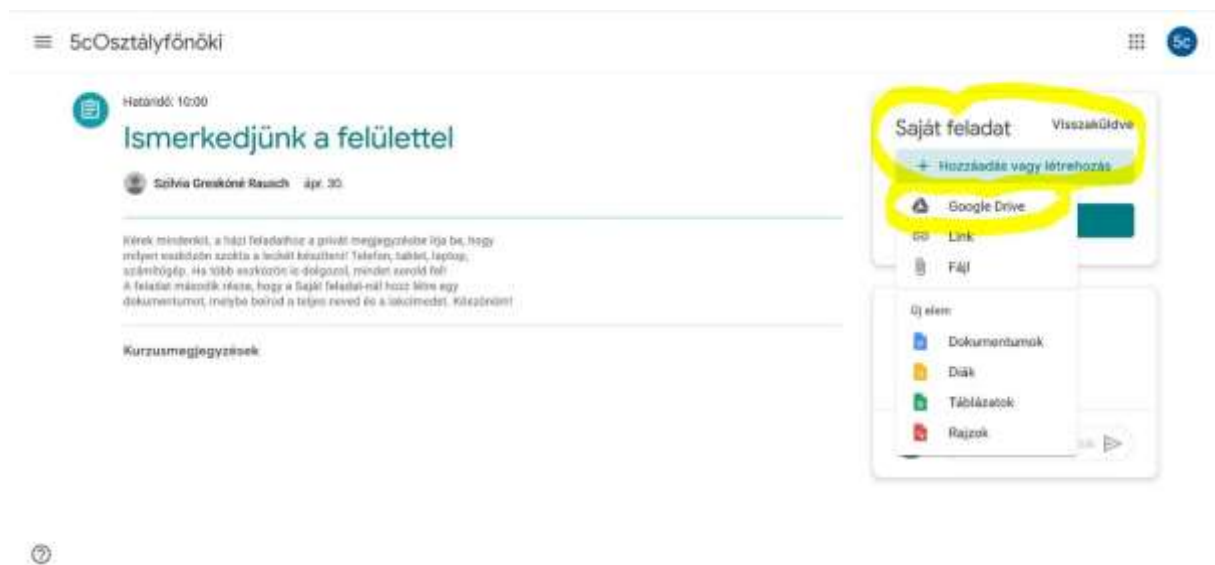 5cOsztályfőnöki
5c
Határidő: 10:00
Ismerkedjünk a felülettel
Szilvia Greskóné Rausch ápr. 30.
Kérek mindenkit, a házi feladathoz a privát megjegyzésbe írja be, hogy
milyen eszközön szokta a leckét készíteni! Telefon, tablet, laptop,
számítógép. Ha több eszközön is dolgozol, mindet sorold fel!
A feladat második része, hogy a Saját feladat-nál hozz létre egy
dokumentumot, melybe beírod a teljes neved és a lakcímedet. Köszönöm!
Kurzusmegjegyzések
Saját feladat Visszaküldve
+ Hozzáadás vagy létrehozás
Google Drive
Link
Fájl
Új elem
Dokumentumok
Diák
Táblázatok
Rajzok